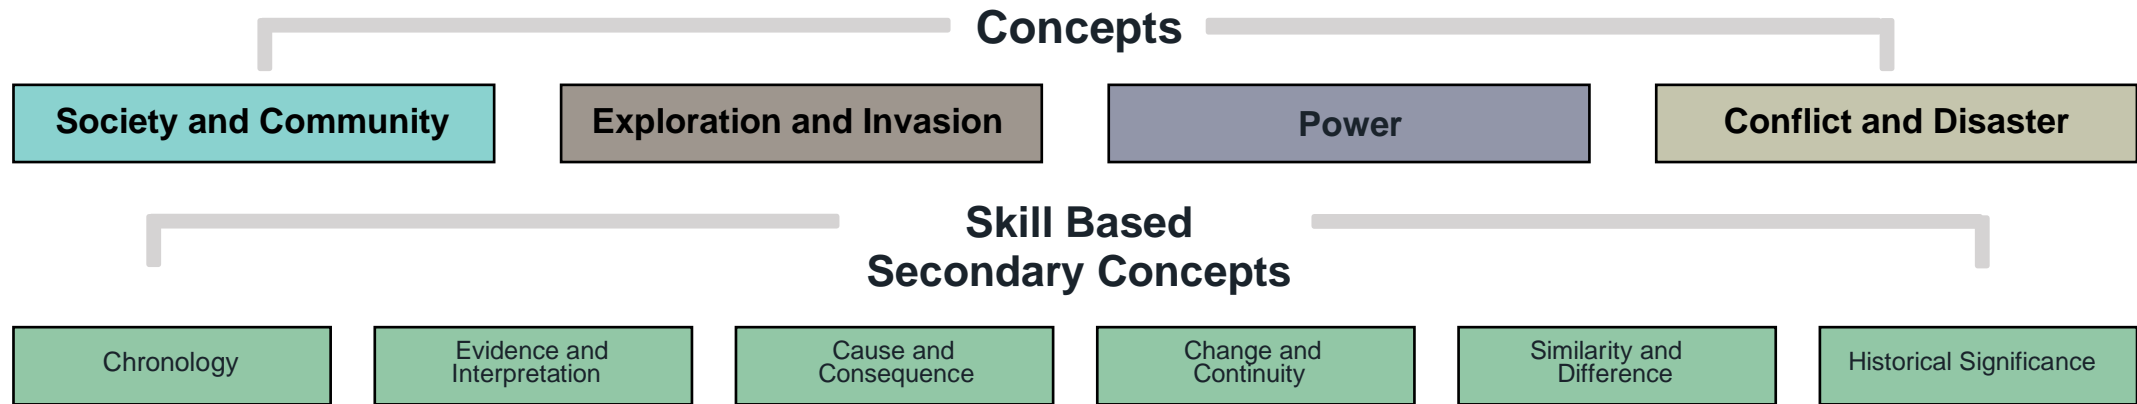 Concepts
Society and Community
Exploration and Invasion
Power
Conflict and Disaster
Skill Based
Secondary Concepts
Chronology
Evidence and
Interpretation
Cause and
Consequence
Change and
Continuity
Similarity and
Difference
Historical Significance